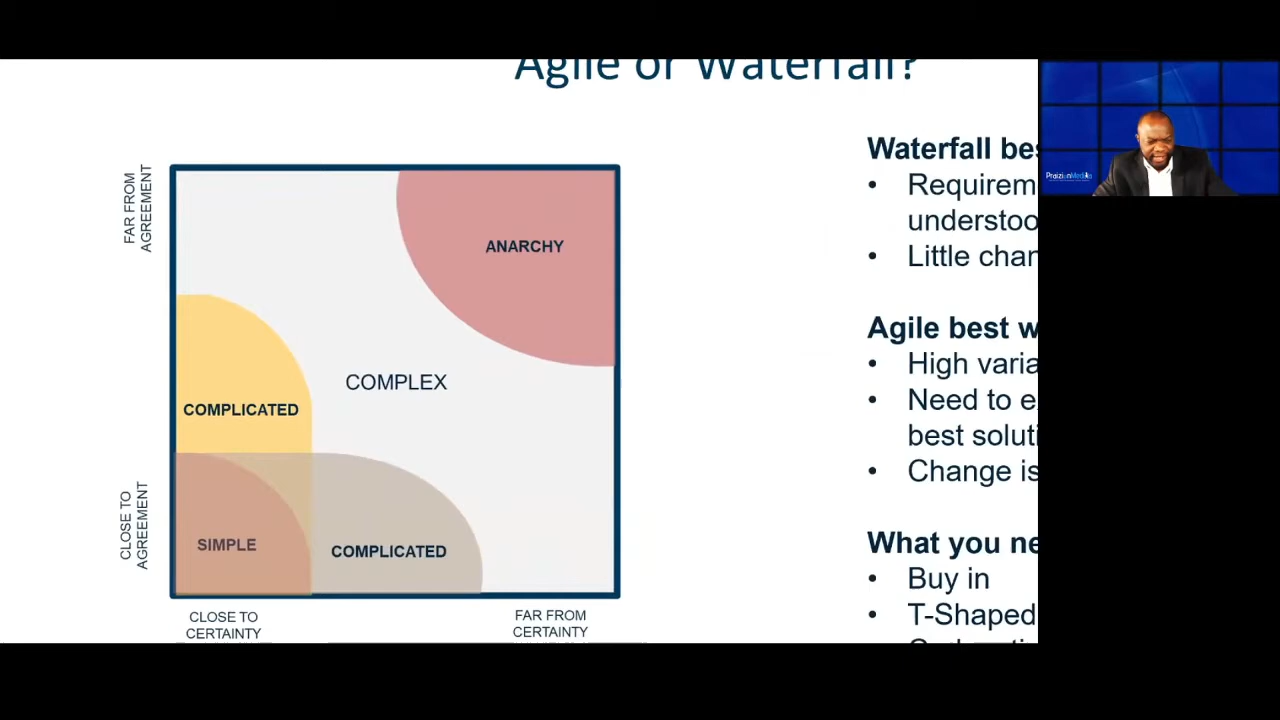 Agile or Waterfall?
FAR FROM
AGREEMENT
ANARCHY
COMPLEX
COMPLICATED
CLOSE TO
AGREEMENT
SIMPLE
COMPLICATED
CLOSE TO
CERTAINTY
FAR FROM
CERTAINTY
Waterfall bes
• Requirem
understoo
• Little chan
Agile best w
• High varia
• Need to e
best soluti
• Change is
What you ne
• Buy in
• T-Shaped
PraizionMedia